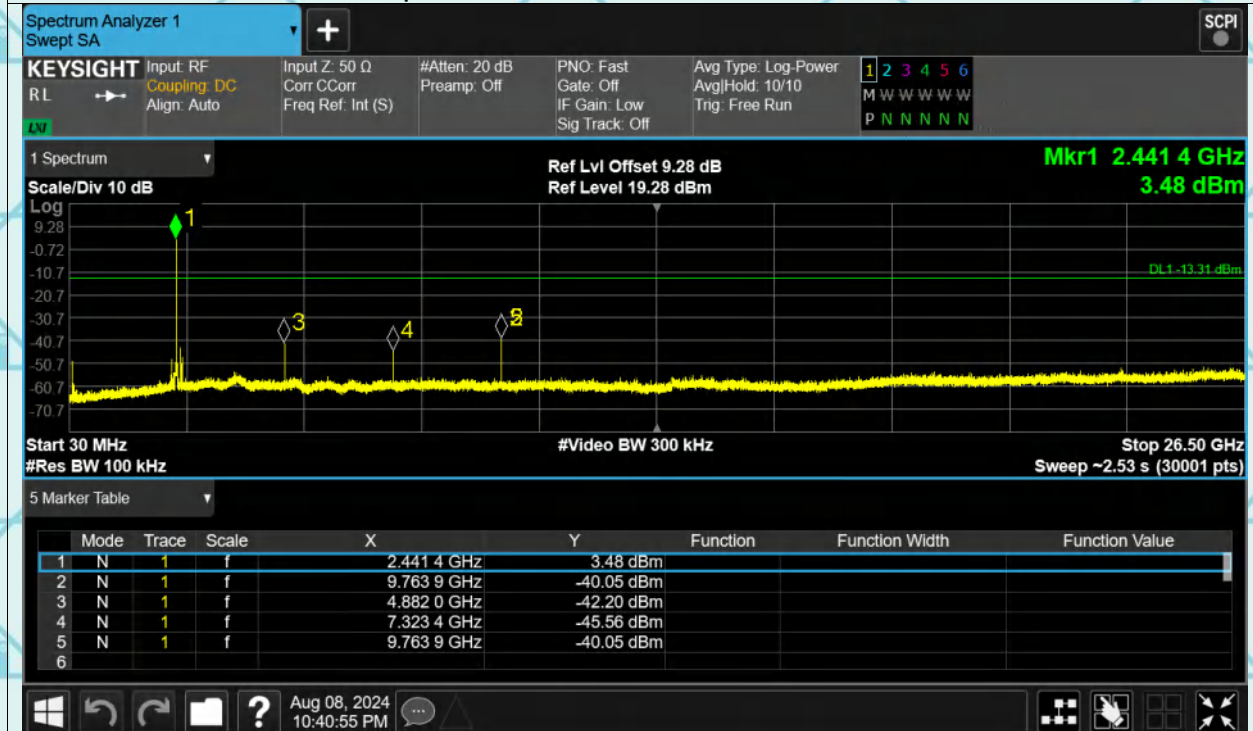 Spectrum Analyzer 1
Swept SA
+
SCPI
KEYSIGHT
RL
LXI
Input: RF
Coupling: DC
Align: Auto
Input Z: 50 Ω
Corr CCorr
Freq Ref: Int (S)
#Atten: 20 dB
Preamp: Off
PNO: Fast
Gate: Off
IF Gain: Low
Sig Track: Off
Avg Type: Log-Power
Avg|Hold: 10/10
Trig: Free Run
1 2 3 4 5 6
M W W W W W
P N N N N N
1 Spectrum
Scale/Div 10 dB
Ref Lvl Offset 9.28 dB
Ref Level 19.28 dBm
Mkr1 2.441 4 GHz
3.48 dBm
Log
9.28
-0.72
-10.7
-20.7
-30.7
-40.7
-50.7
-60.7
-70.7
1
3
4
DL1 -13.31 dBm
Start 30 MHz
#Res BW 100 kHz
#Video BW 300 kHz
Stop 26.50 GHz
Sweep ~2.53 s (30001 pts)
5 Marker Table
Mode Trace Scale X Y Function Function Width Function Value
1 N 1 f 2.441 4 GHz 3.48 dBm
2 N 1 f 9.763 9 GHz -40.05 dBm
3 N 1 f 4.882 0 GHz -42.20 dBm
4 N 1 f 7.323 4 GHz -45.56 dBm
5 N 1 f 9.763 9 GHz -40.05 dBm
6
?
Aug 08, 2024
10:40:55 PM